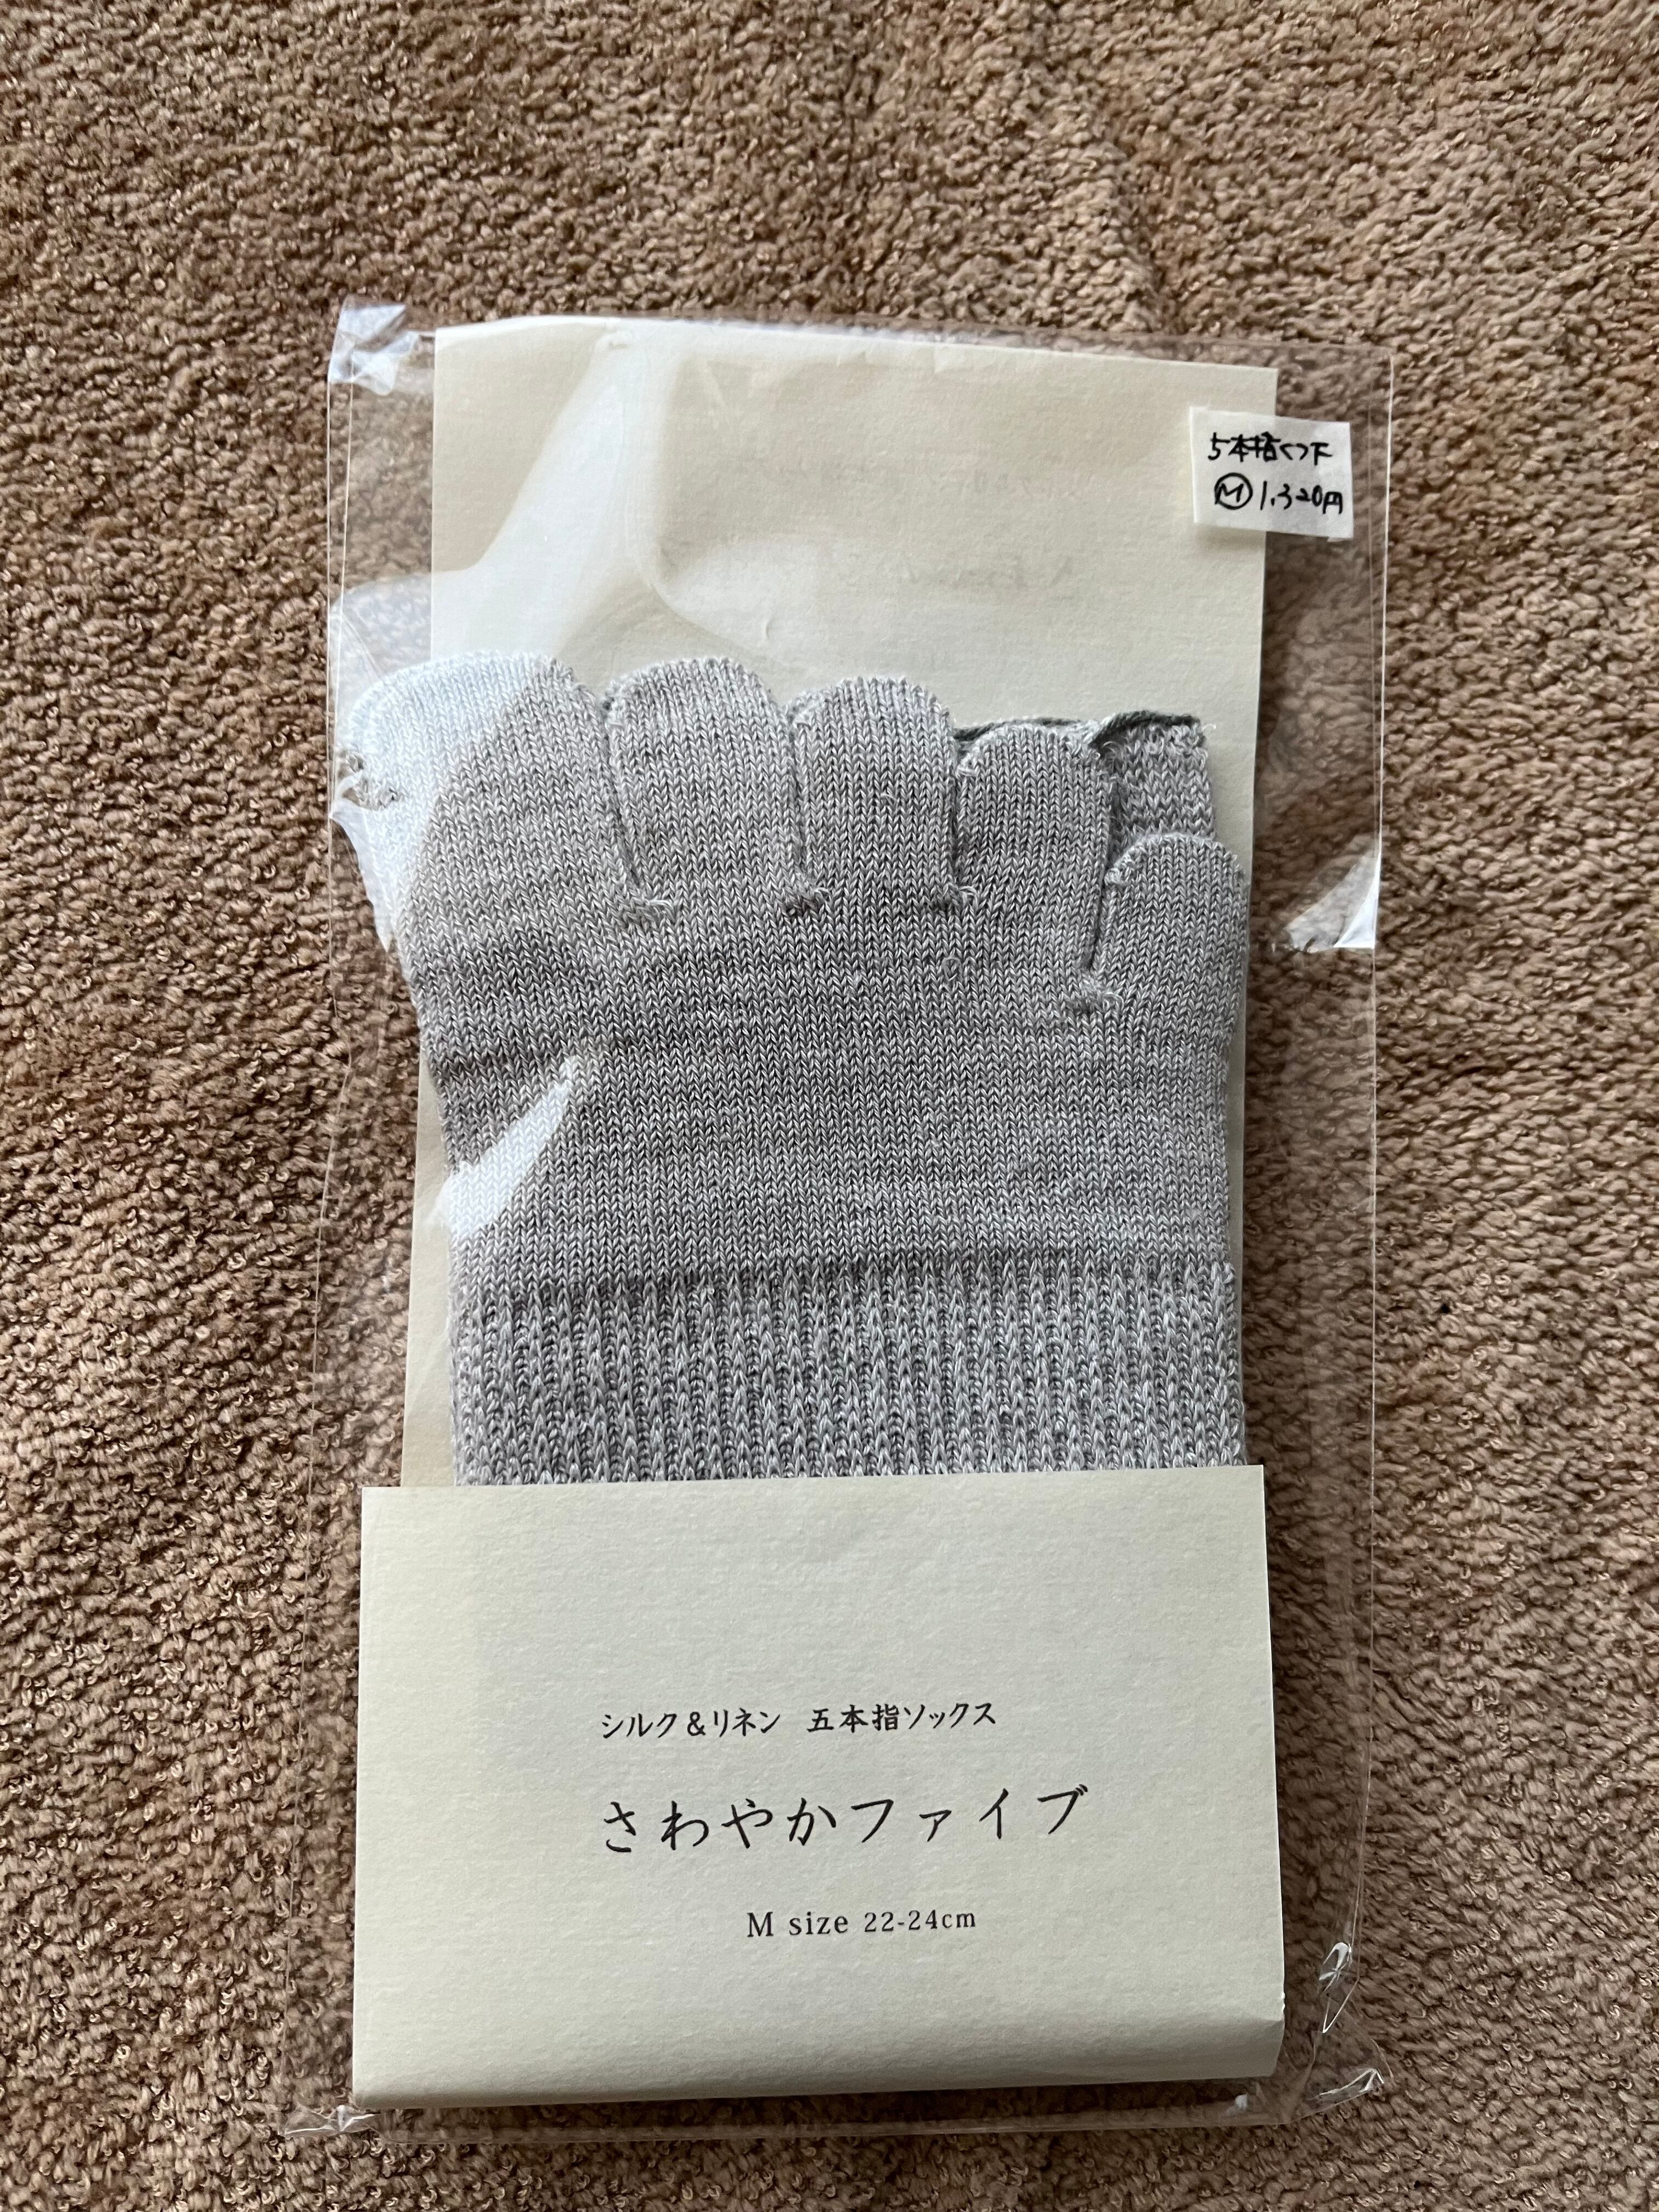 5本指くつ下
Ⓜ 1,320円
シルク&リネン 五本指ソックス
さわやかファイブ
M size 22-24cm